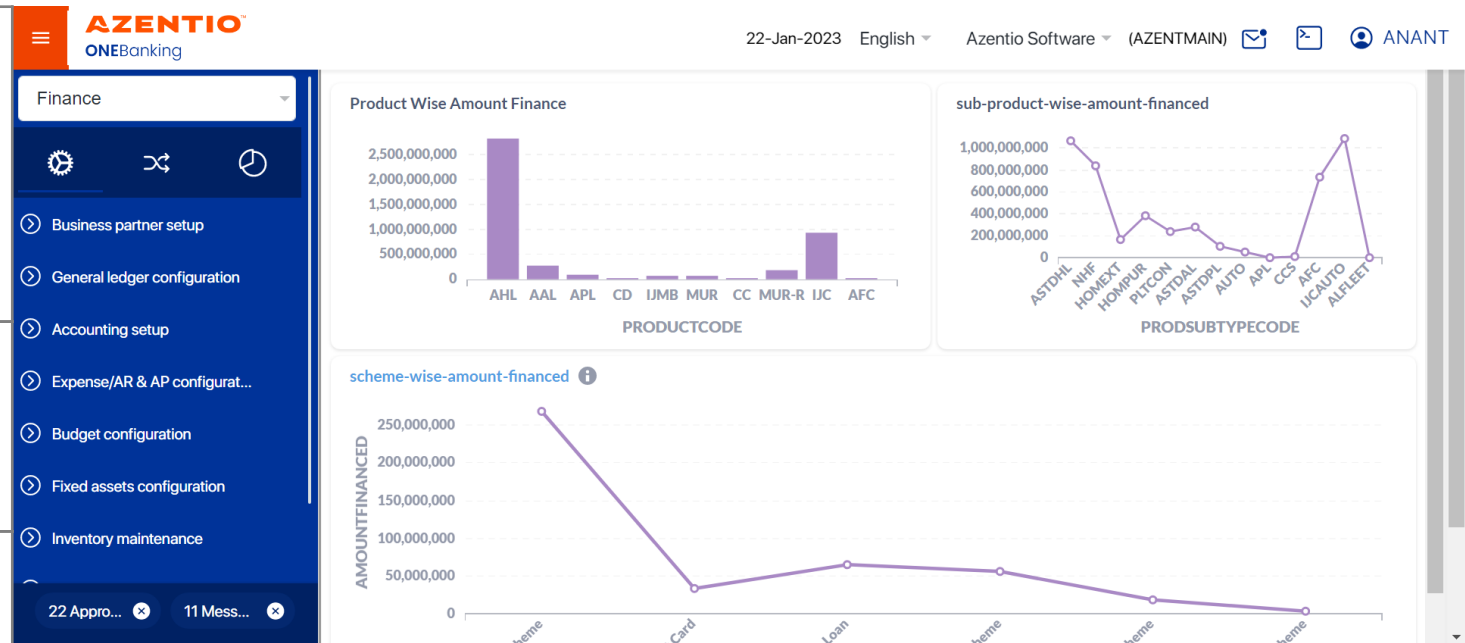 AZENTIO™
ONEBanking
22-Jan-2023 English Azentio Software (AZENTMAIN) ANANT
Finance
Business partner setup
General ledger configuration
Accounting setup
Expense/AR & AP configurat...
Budget configuration
Fixed assets configuration
Inventory maintenance
22 Appro... 11 Mess...
Product Wise Amount Finance
2,500,000,000
2,000,000,000
1,500,000,000
1,000,000,000
500,000,000
0
AHL AAL APL CD IJMB MUR CC MUR-R IJC AFC
PRODUCTCODE
sub-product-wise-amount-financed
1,000,000,000
800,000,000
600,000,000
400,000,000
200,000,000
0
ASTDHL NHF HOMEXT HOMPUR PLTCON ASTDAL ASTDPL AUTO APL CCS AFC IJCAUTO ALFLEET
PRODSUBTYPECODE
scheme-wise-amount-financed
AMOUNTFINANCED
250,000,000
200,000,000
150,000,000
100,000,000
50,000,000
0
heme Card Loan heme heme heme